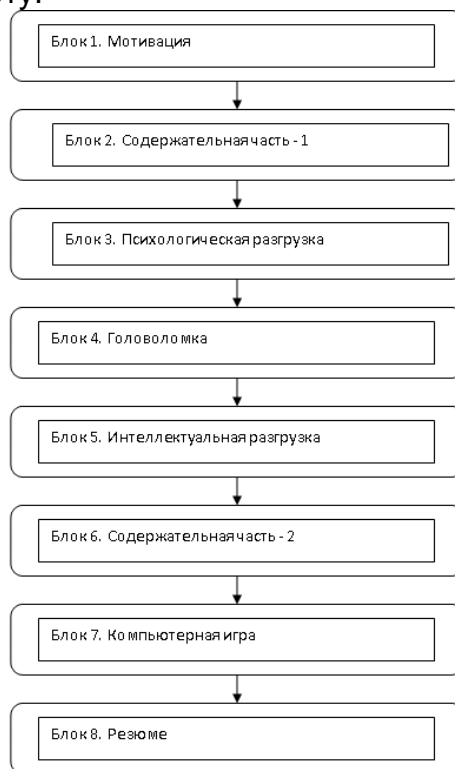 Блок 1. Мотивация
Блок 2. Содержательная часть - 1
Блок 3. Психологическая разгрузка
Блок 4. Головоломка
Блок 5. Интеллектуальная разгрузка
Блок 6. Содержательная часть - 2
Блок 7. Компьютерная игра
Блок 8. Резюме